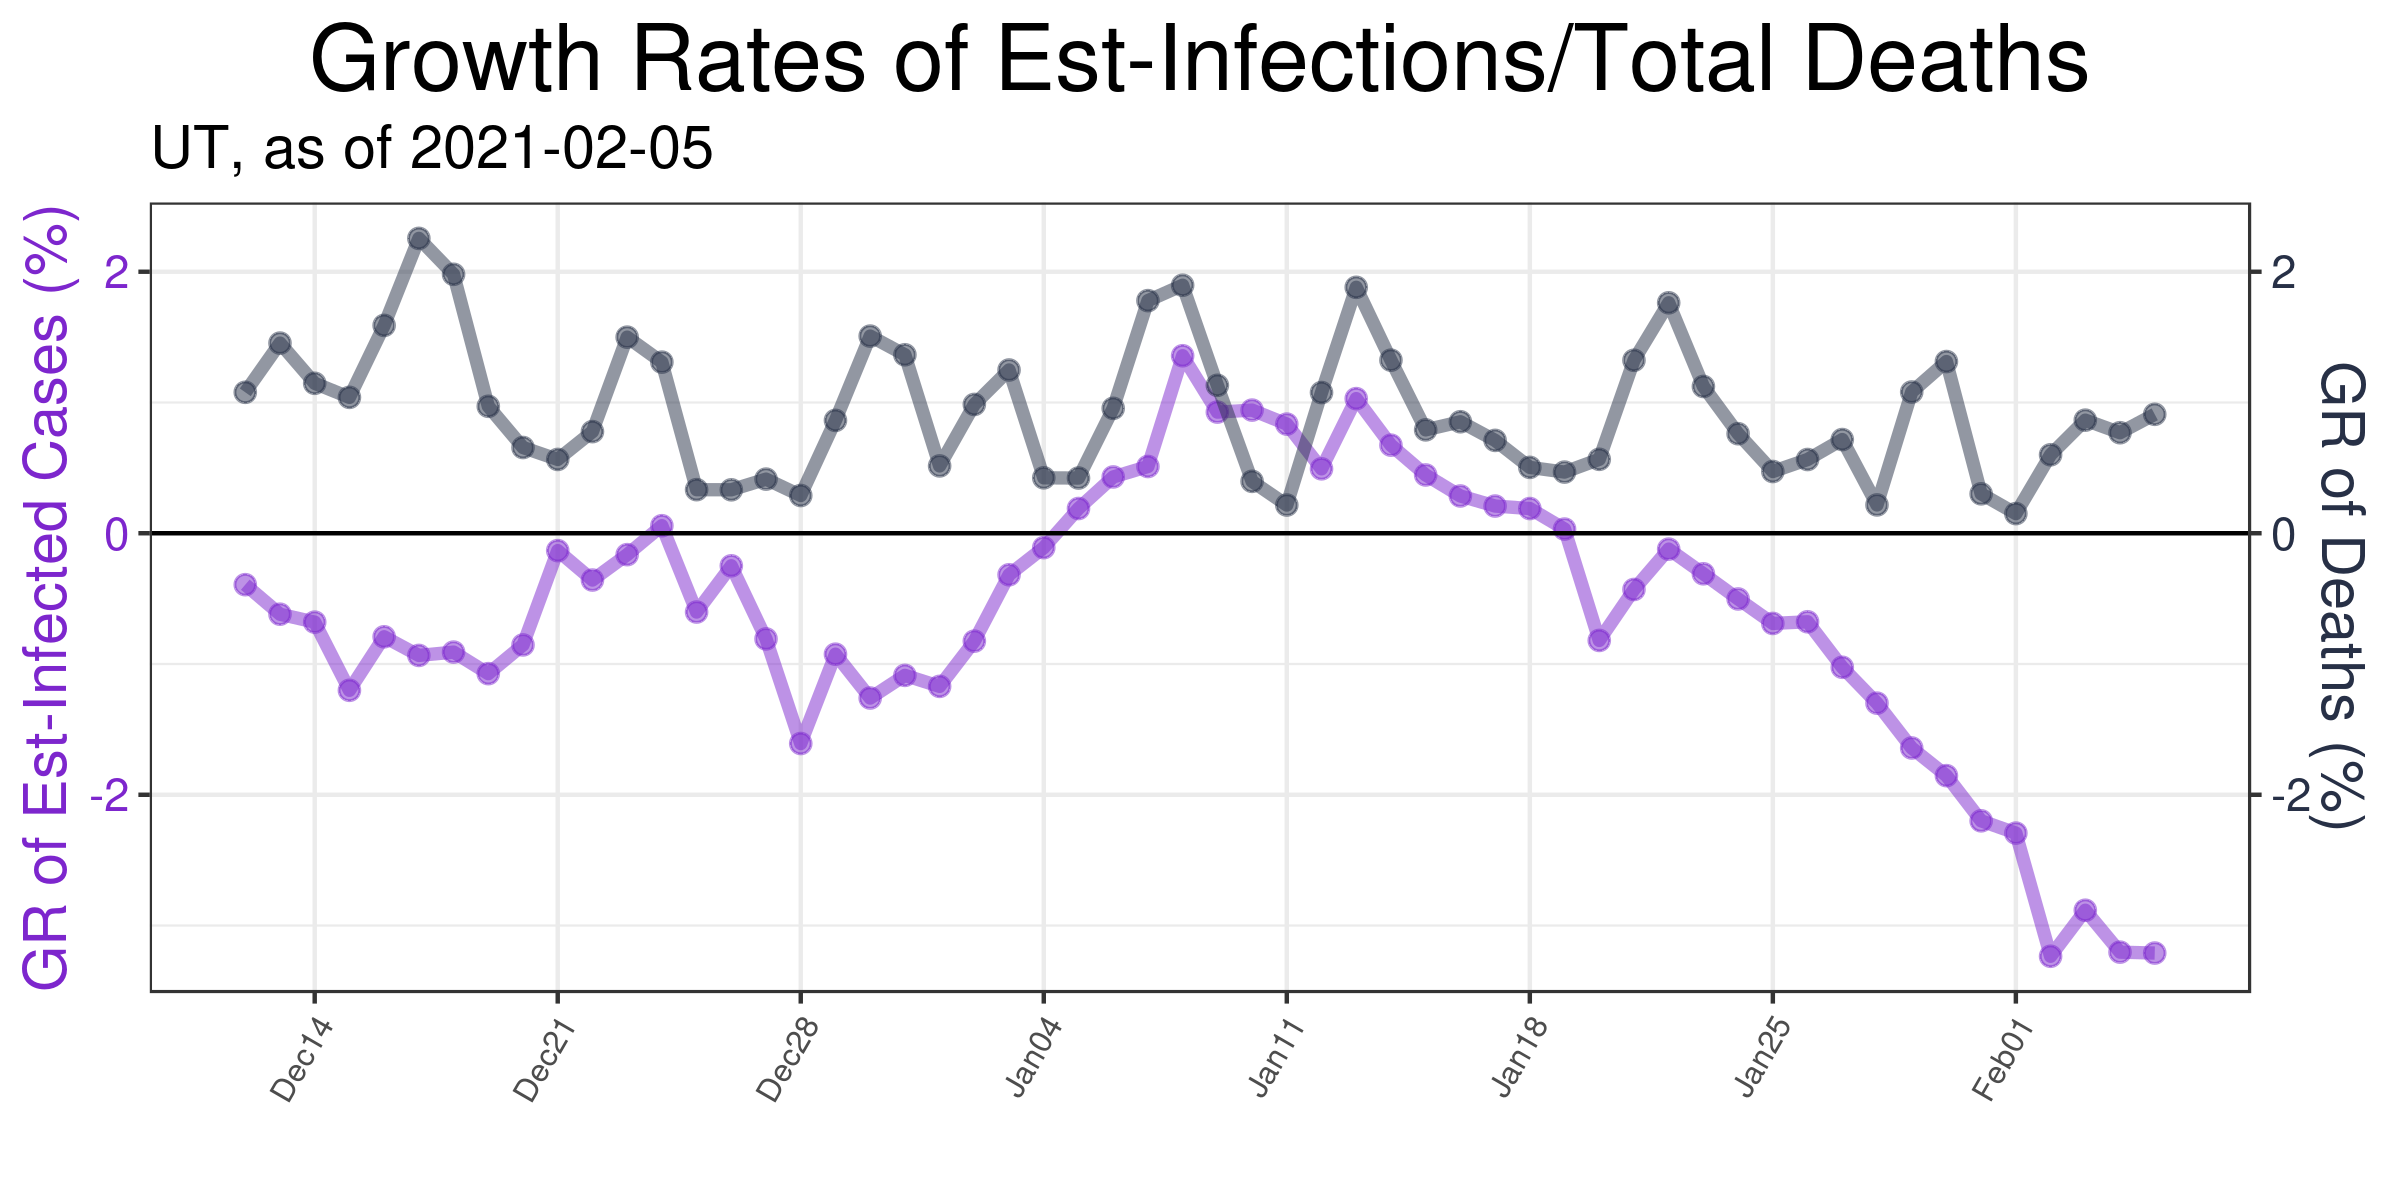 Growth Rates of Est-Infections/Total Deaths
UT, as of 2021-02-05
GR of Est-Infected Cases (%)
2
0
-2
2
0
-2
GR of Deaths (%)
Dec14
Dec21
Dec28
Jan04
Jan11
Jan18
Jan25
Feb01